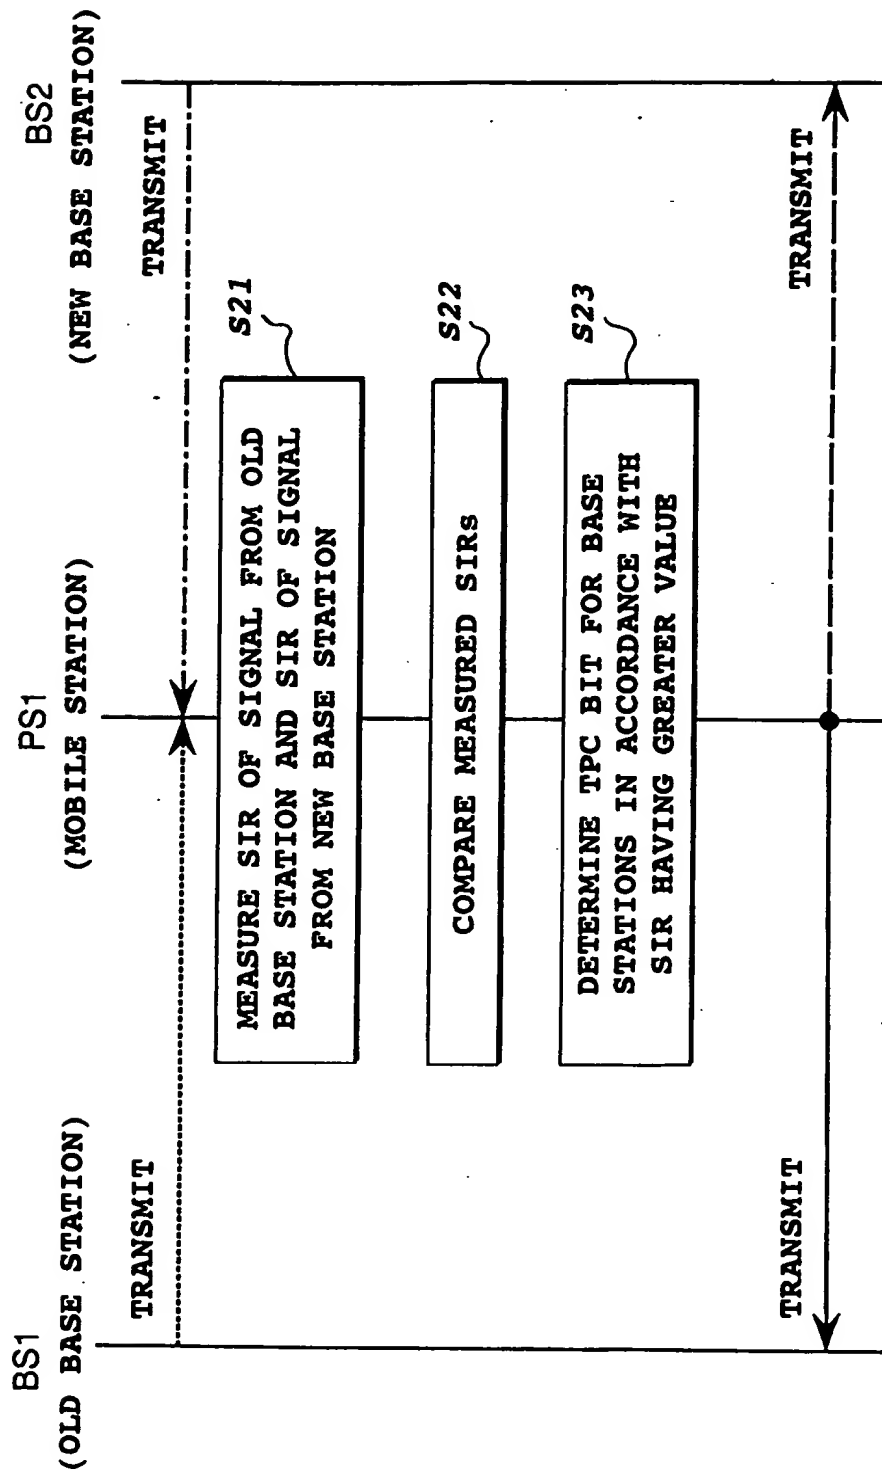 BS1
(OLD BASE STATION)
PS1
(MOBILE STATION)
BS2
(NEW BASE STATION)
TRANSMIT
TRANSMIT
S21
MEASURE SIR OF SIGNAL FROM OLD
BASE STATION AND SIR OF SIGNAL
FROM NEW BASE STATION
S22
COMPARE MEASURED SIRs
S23
DETERMINE TPC BIT FOR BASE
STATIONS IN ACCORDANCE WITH
SIR HAVING GREATER VALUE
TRANSMIT
TRANSMIT